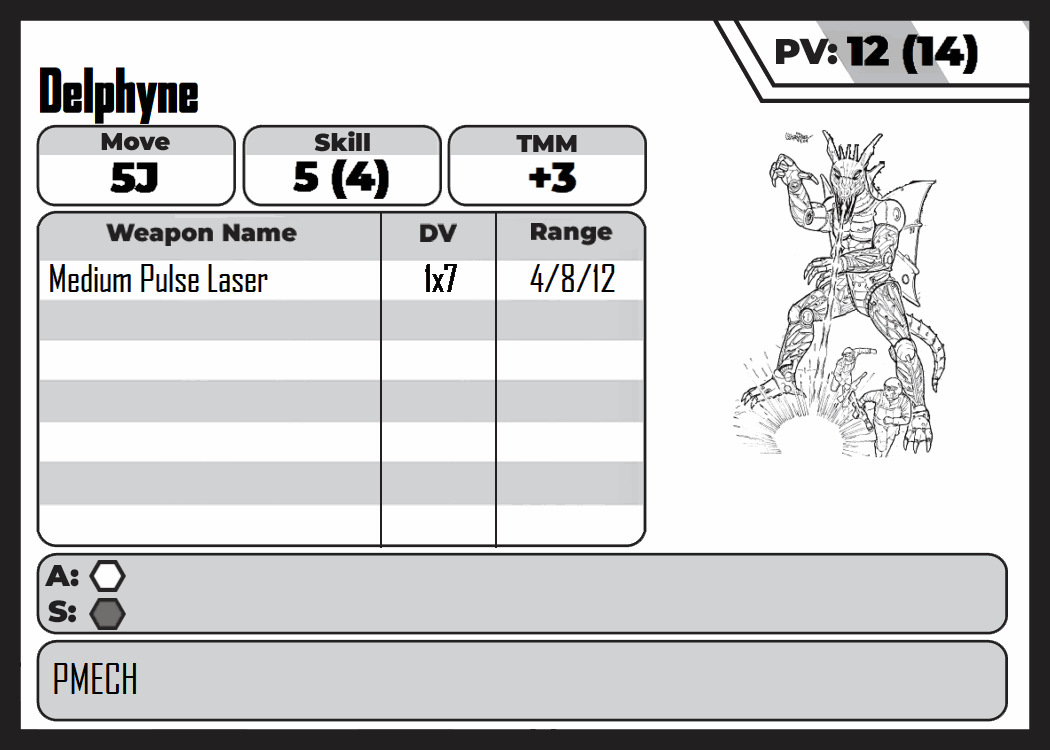 PV: 12 (14)
Delphyne
Move Skill TMM
5J 5 (4) +3
Weapon Name DV Range
Medium Pulse Laser 1x7 4/8/12
A:
S:
PMECH